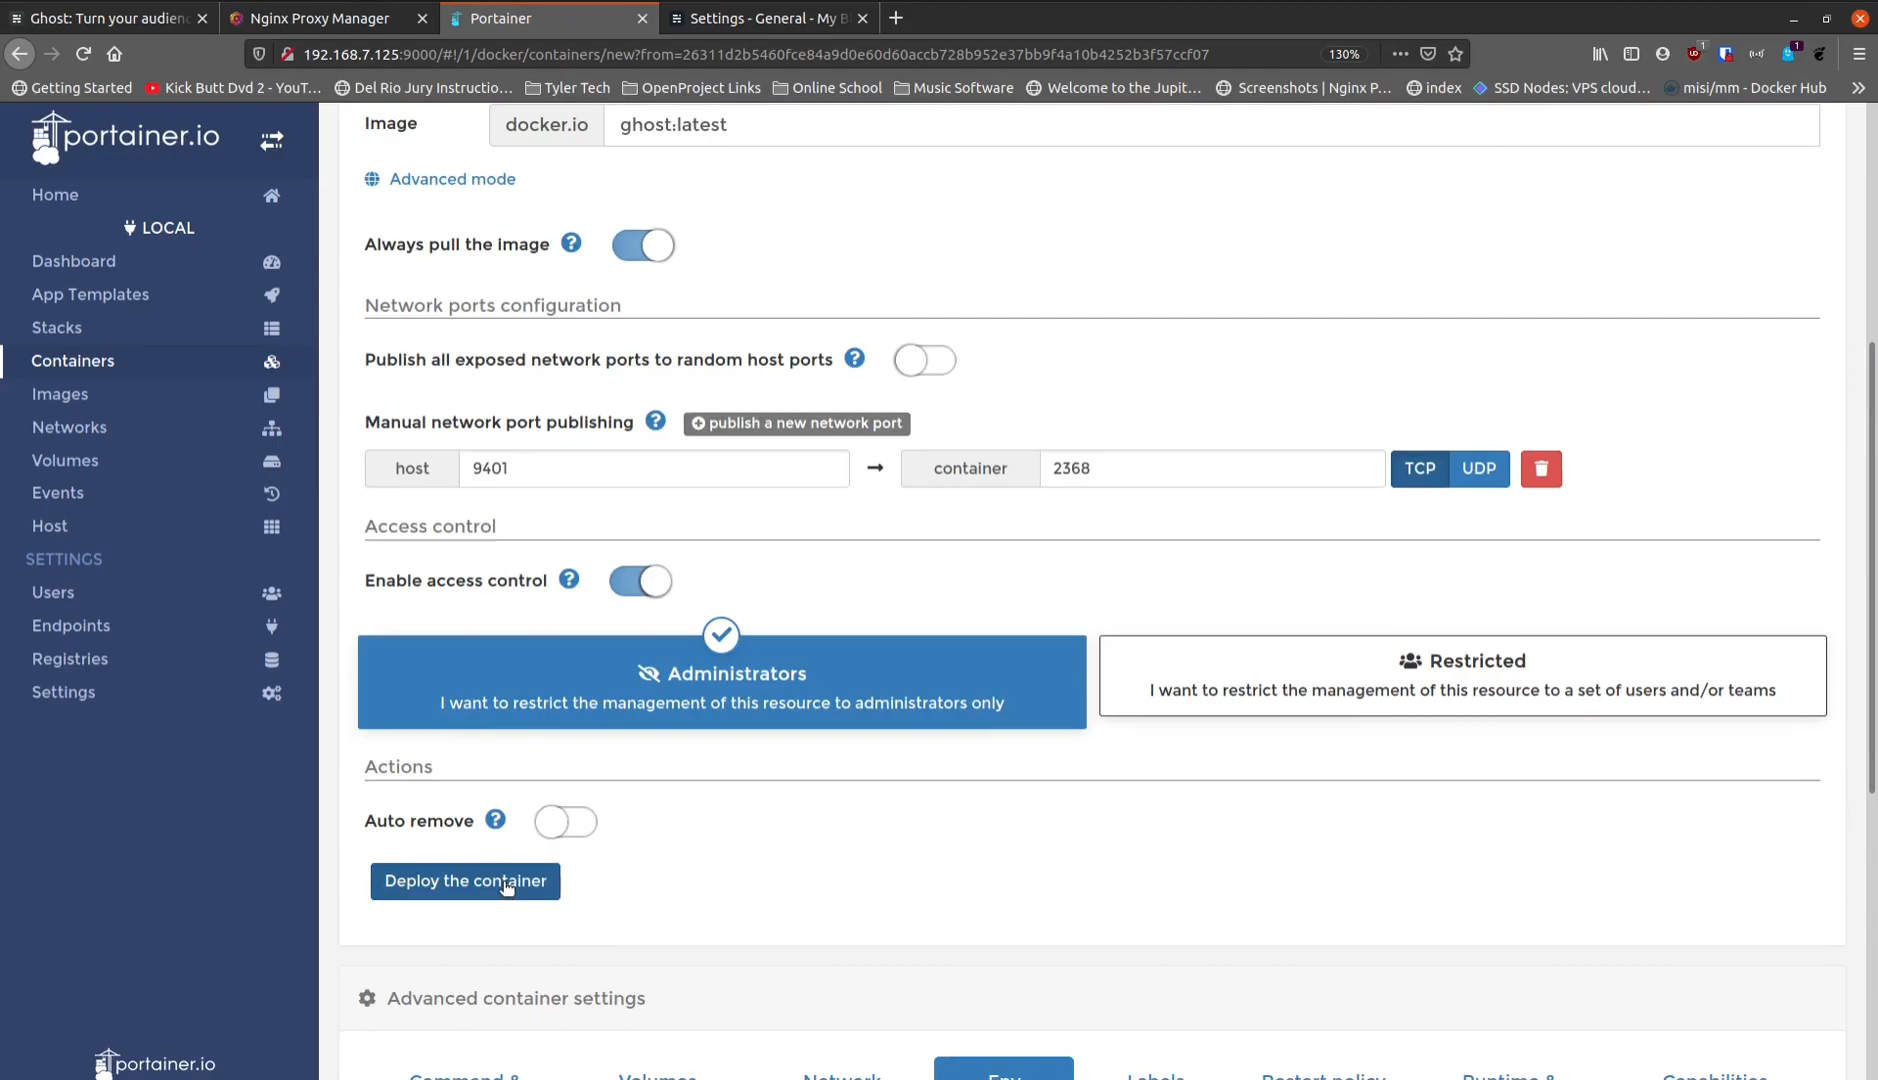 Ghost: Turn your audien
Nginx Proxy Manager
Portainer
Settings - General - My B
192.168.7.125:9000/#!/1/docker/containers/new?from=26311d2b5460fce84a9d0e60d60accb728b952e37bb9f4a10b4252b3f57ccf07
130%
1
1
Getting Started
Kick Butt Dvd 2 - YouT...
Del Rio Jury Instructio...
Tyler Tech
OpenProject Links
Online School
Music Software
Welcome to the Jupit...
Screenshots | Nginx P...
index
SSD Nodes: VPS cloud...
misi/mm - Docker Hub
portainer.io
Home
LOCAL
Dashboard
App Templates
Stacks
Containers
Images
Networks
Volumes
Events
Host
SETTINGS
Users
Endpoints
Registries
Settings
portainer.io
Image
docker.io
ghost:latest
Advanced mode
Always pull the image
Network ports configuration
Publish all exposed network ports to random host ports
Manual network port publishing
publish a new network port
host
9401
container
2368
TCP
UDP
Access control
Enable access control
Administrators
I want to restrict the management of this resource to administrators only
Restricted
I want to restrict the management of this resource to a set of users and/or teams
Actions
Auto remove
Deploy the container
Advanced container settings
Command &
Volumes
Network
Env
Labels
Restart policy
Runtime &
Capabilities